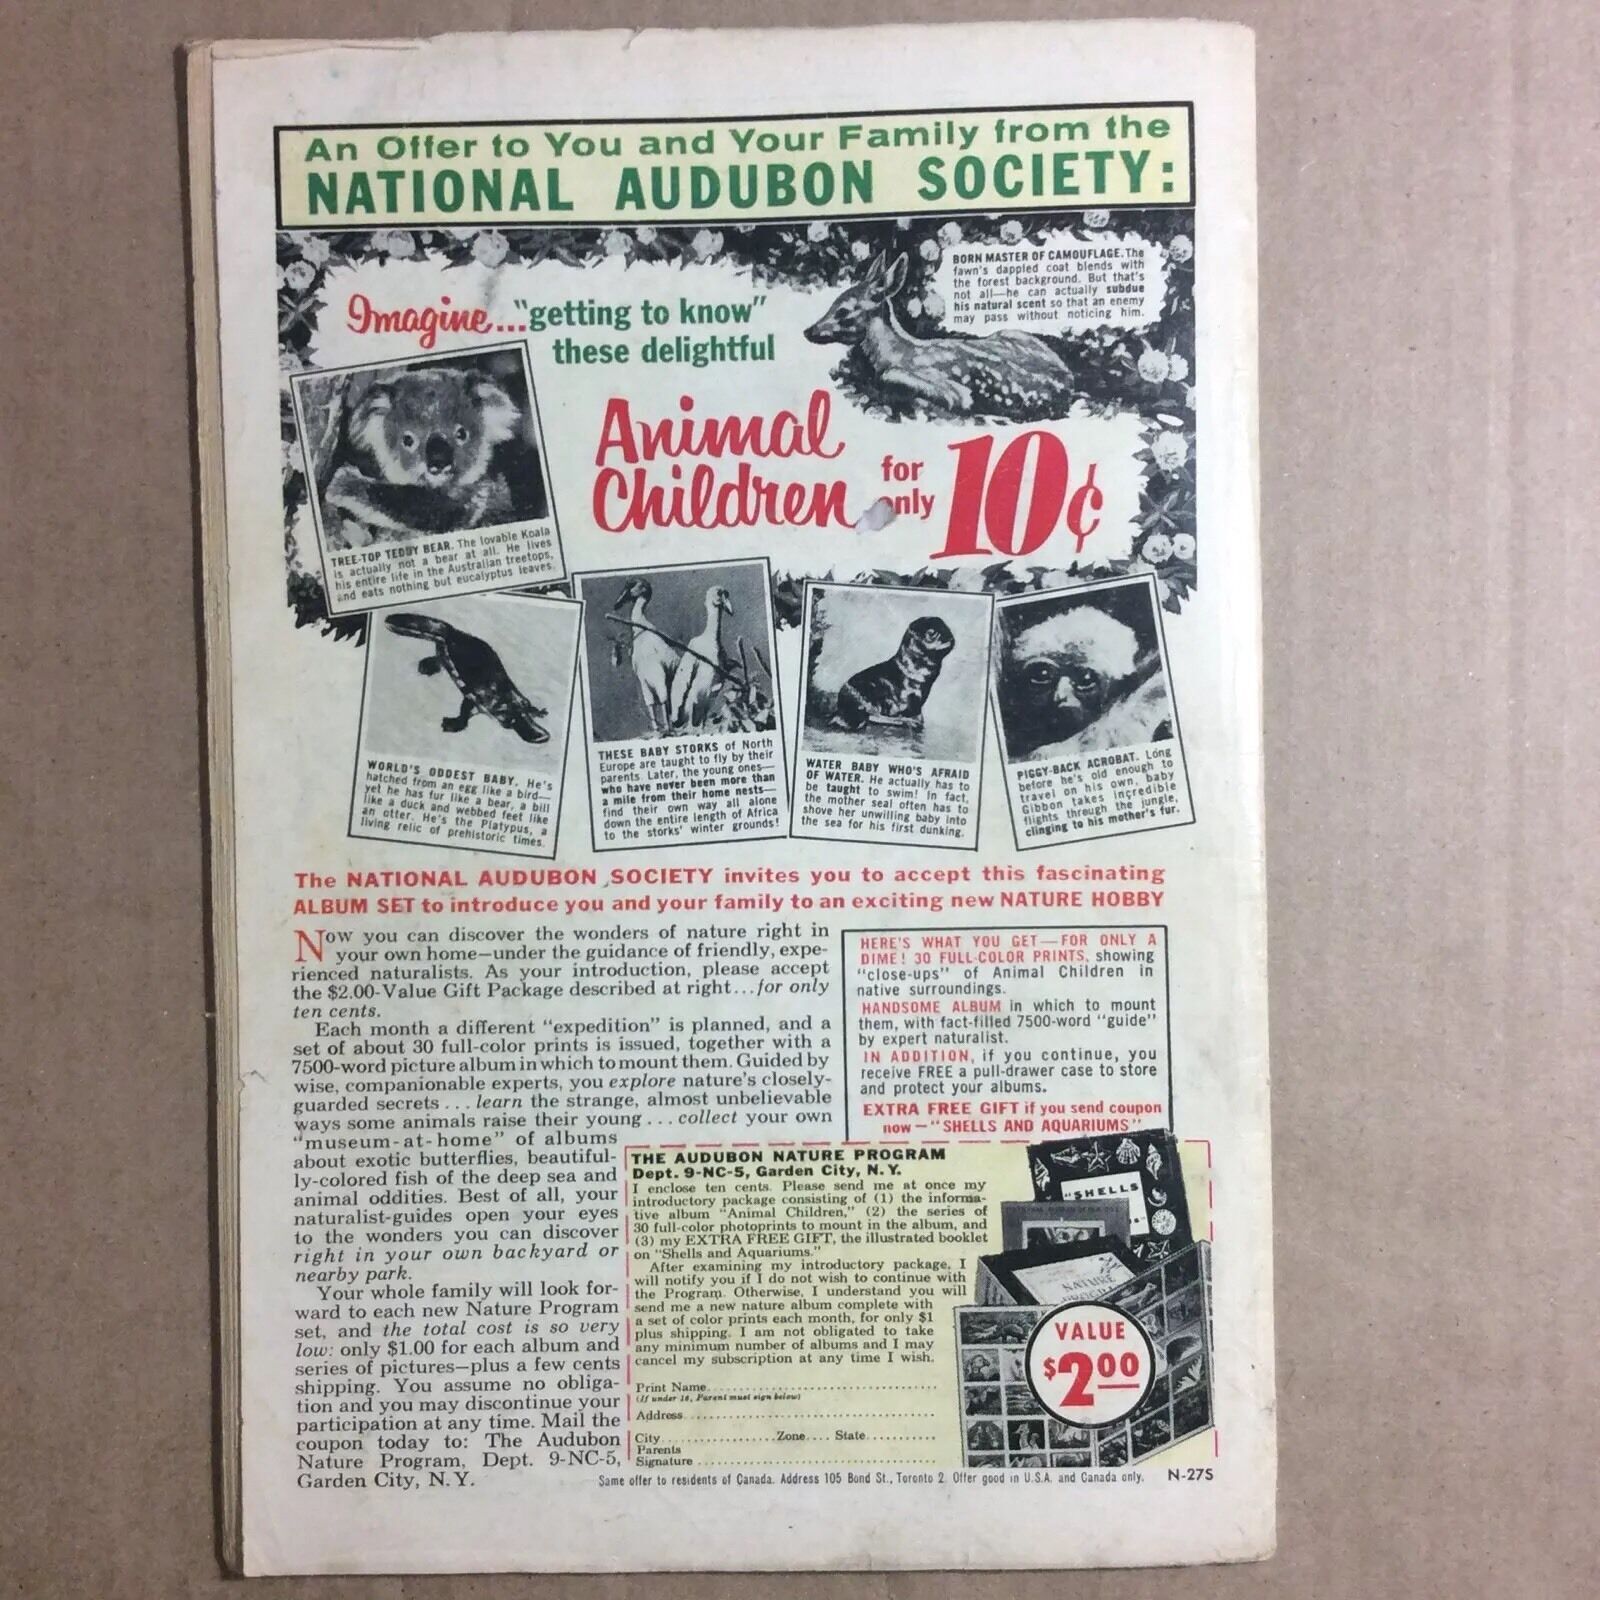 An Offer to You and Your Family from the
NATIONAL AUDUBON SOCIETY:
BORN MASTER OF CAMOUFLAGE. The
fawn's dappled coat blends with
the forest background. But that's
not all—he can actually subdue
his natural scent so that an enemy
may pass without noticing him.
Imagine... "getting to know"
these delightful
Animal
Children
for
only
10¢
TREE-TOP TEDDY BEAR. The lovable Koala
is actually not a bear at all. He lives
his entire life in the Australian treetops,
and eats nothing but eucalyptus leaves.
WORLD'S ODDEST BABY. He's
hatched from an egg like a bird—
yet he has fur like a bear, a bill
like a duck and webbed feet like
an otter. He's the Platypus, a
living relic of prehistoric times.
THESE BABY STORKS of North
Europe are taught to fly by their
parents. Later, the young ones—
who have never been more than
a mile from their home nests—
find their own way all alone
down the entire length of Africa
to the storks' winter grounds!
WATER BABY WHO'S AFRAID
OF WATER. He actually has to
be taught to swim! In fact,
the mother seal often has to
shove her unwilling baby into
the sea for his first dunking.
PIGGY-BACK ACROBAT. Long
before he's old enough to
travel on his own, baby
Gibbon takes incredible
flights through the jungle,
clinging to his mother's fur.
The NATIONAL AUDUBON SOCIETY invites you to accept this fascinating
ALBUM SET to introduce you and your family to an exciting new NATURE HOBBY
Now you can discover the wonders of nature right in
your own home—under the guidance of friendly, expe-
rienced naturalists. As your introduction, please accept
the $2.00-Value Gift Package described at right...for only
ten cents.
Each month a different "expedition" is planned, and a
set of about 30 full-color prints is issued, together with a
7500-word picture album in which to mount them. Guided by
wise, companionable experts, you explore nature's closely-
guarded secrets ... learn the strange, almost unbelievable
ways some animals raise their young ... collect your own
"museum-at-home" of albums
about exotic butterflies, beautiful-
ly-colored fish of the deep sea and
animal oddities. Best of all, your
naturalist-guides open your eyes
to the wonders you can discover
right in your own backyard or
nearby park.
Your whole family will look for-
ward to each new Nature Program
set, and the total cost is so very
low: only $1.00 for each album and
series of pictures—plus a few cents
shipping. You assume no obliga-
tion and you may discontinue your
participation at any time. Mail the
coupon today to: The Audubon
Nature Program, Dept. 9-NC-5,
Garden City, N.Y.
HERE'S WHAT YOU GET—FOR ONLY A
DIME! 30 FULL-COLOR PRINTS, showing
"close-ups" of Animal Children in
native surroundings.
HANDSOME ALBUM in which to mount
them, with fact-filled 7500-word "guide"
by expert naturalist.
IN ADDITION, if you continue, you
receive FREE a pull-drawer case to store
and protect your albums.
EXTRA FREE GIFT if you send coupon
now—"SHELLS AND AQUARIUMS"
THE AUDUBON NATURE PROGRAM
Dept. 9-NC-5, Garden City, N.Y.
I enclose ten cents. Please send me at once my
introductory package consisting of (1) the informa-
tive album "Animal Children," (2) the series of
30 full-color photoprints to mount in the album, and
(3) my EXTRA FREE GIFT, the illustrated booklet
on "Shells and Aquariums."
After examining my introductory package, I
will notify you if I do not wish to continue with
the Program. Otherwise, I understand you will
send me a new nature album complete with
a set of color prints each month, for only $1
plus shipping. I am not obligated to take
any minimum number of albums and I may
cancel my subscription at any time I wish.
Print Name
(If under 18, Parent must sign below)
Address
City Zone State
Parents
Signature
"SHELLS
NATURE
VALUE
$2.00
Same offer to residents of Canada. Address 105 Bond St., Toronto 2. Offer good in U.S.A. and Canada only. N-27S